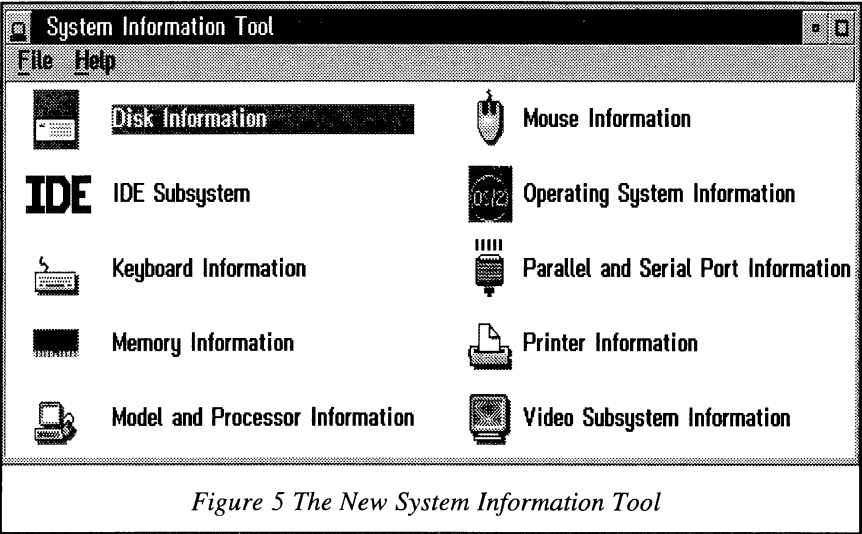 System Information Tool
File Help
Disk Information
Mouse Information
IDE
IDE Subsystem
OS/2
Operating System Information
Keyboard Information
Parallel and Serial Port Information
Memory Information
Printer Information
Model and Processor Information
Video Subsystem Information
Figure 5 The New System Information Tool